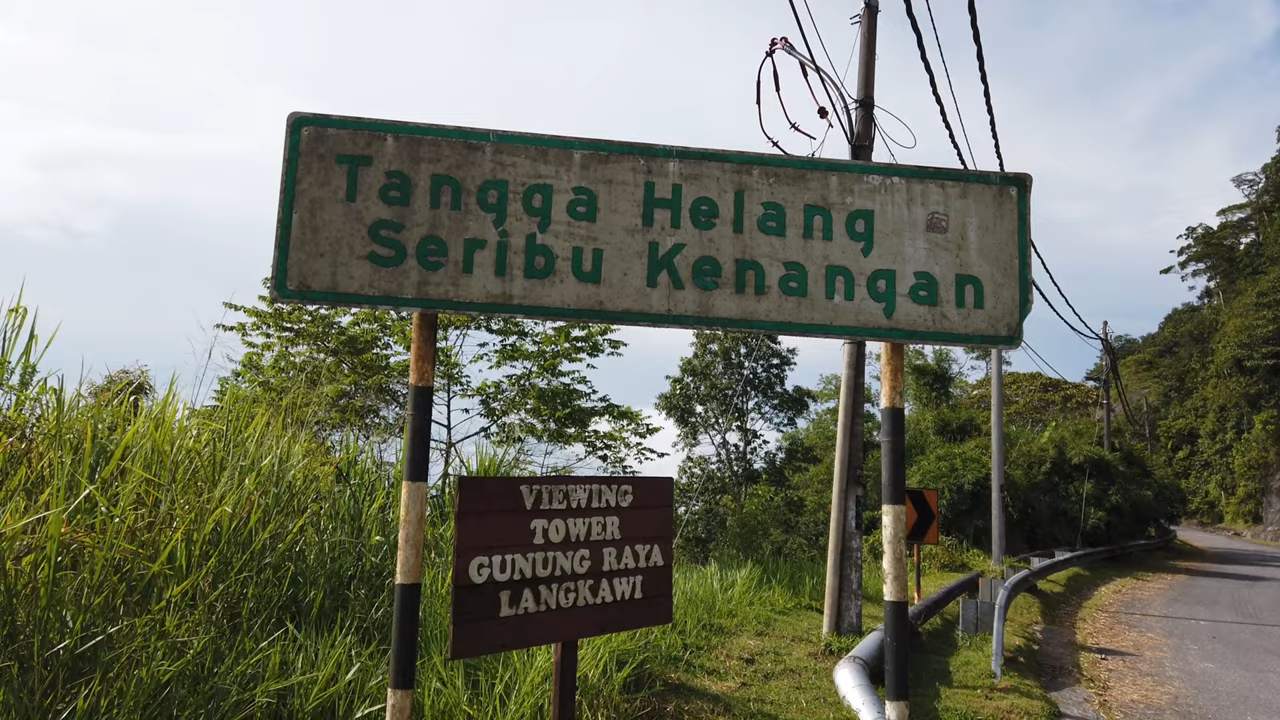 Tangga Helang
Seribu Kenangan
VIEWING
TOWER
GUNUNG RAYA
LANGKAWI